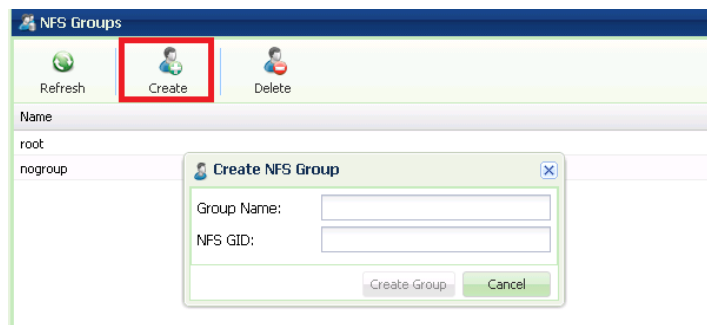 NFS Groups
Refresh Create Delete
Name
root
nogroup
Create NFS Group
Group Name:
NFS GID:
Create Group Cancel